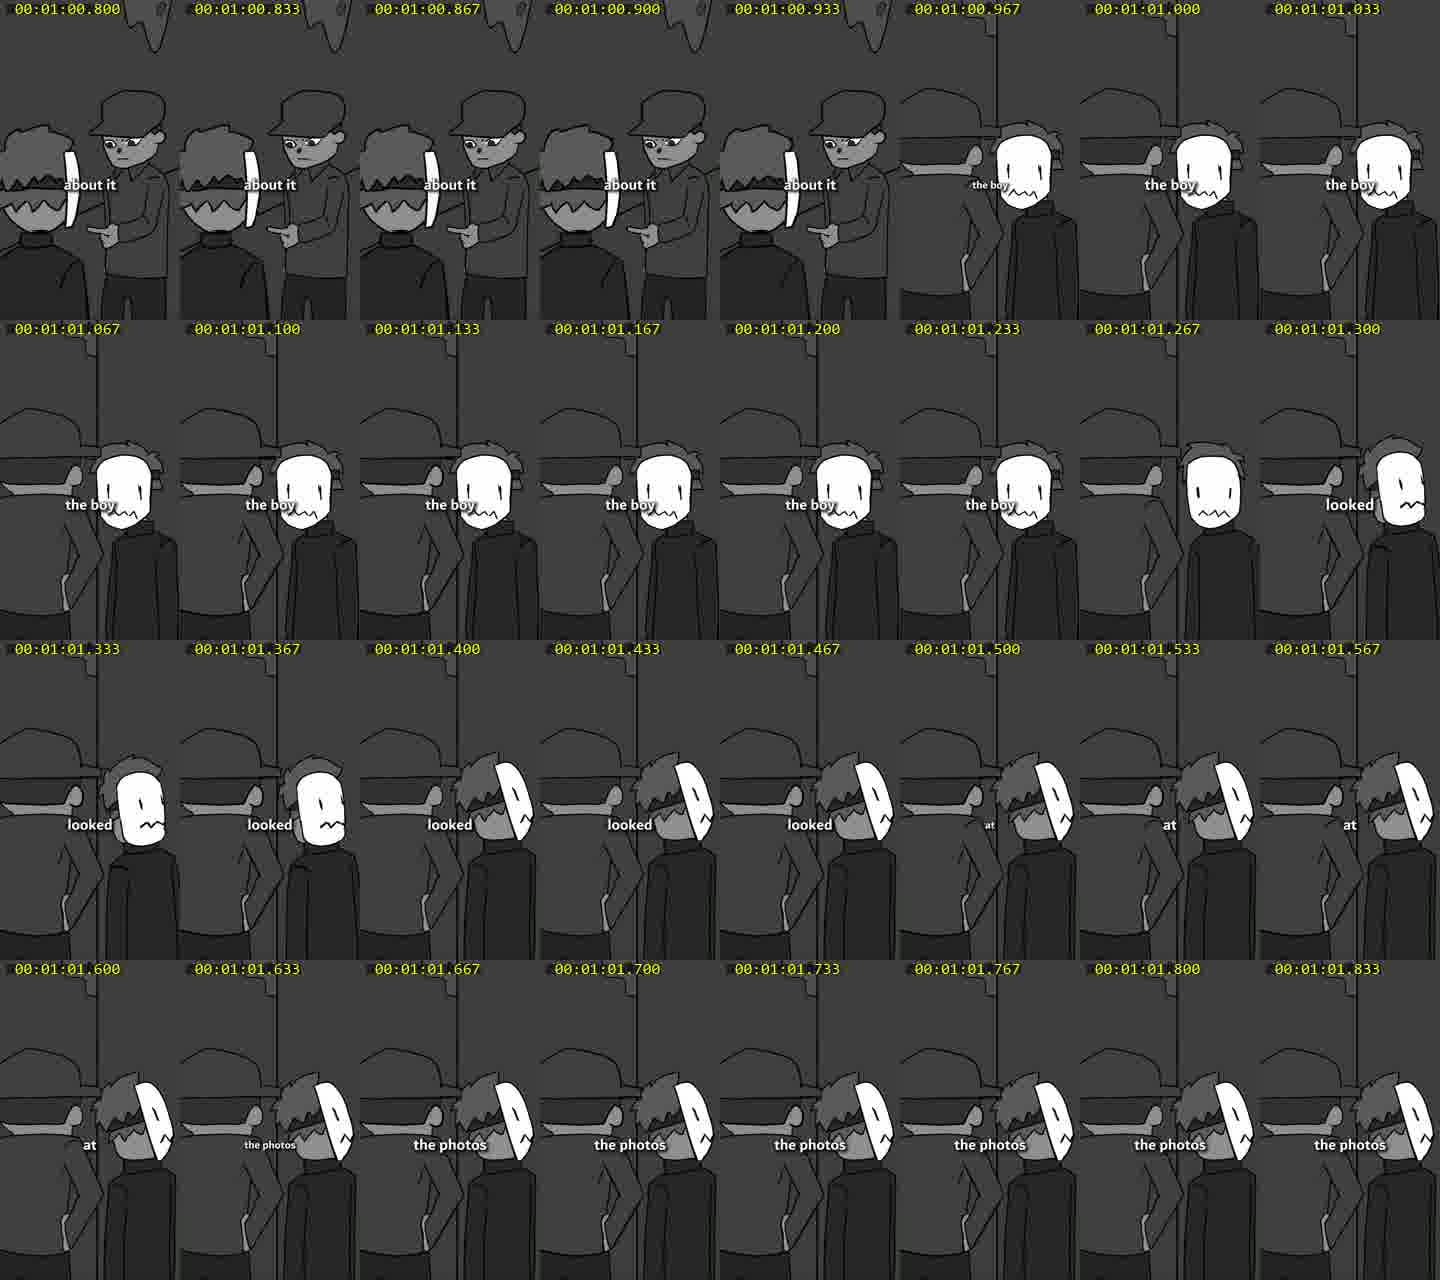 00:01:00.800 00:01:00.833 00:01:00.867 00:01:00.900 00:01:00.933 00:01:00.967 00:01:01.000 00:01:01.033
about it about it about it about it about it the boy the boy the boy
00:01:01.067 00:01:01.100 00:01:01.133 00:01:01.167 00:01:01.200 00:01:01.233 00:01:01.267 00:01:01.300
the boy the boy the boy the boy the boy the boy looked
00:01:01.333 00:01:01.367 00:01:01.400 00:01:01.433 00:01:01.467 00:01:01.500 00:01:01.533 00:01:01.567
looked looked looked looked looked at at at
00:01:01.600 00:01:01.633 00:01:01.667 00:01:01.700 00:01:01.733 00:01:01.767 00:01:01.800 00:01:01.833
at the photos the photos the photos the photos the photos the photos the photos